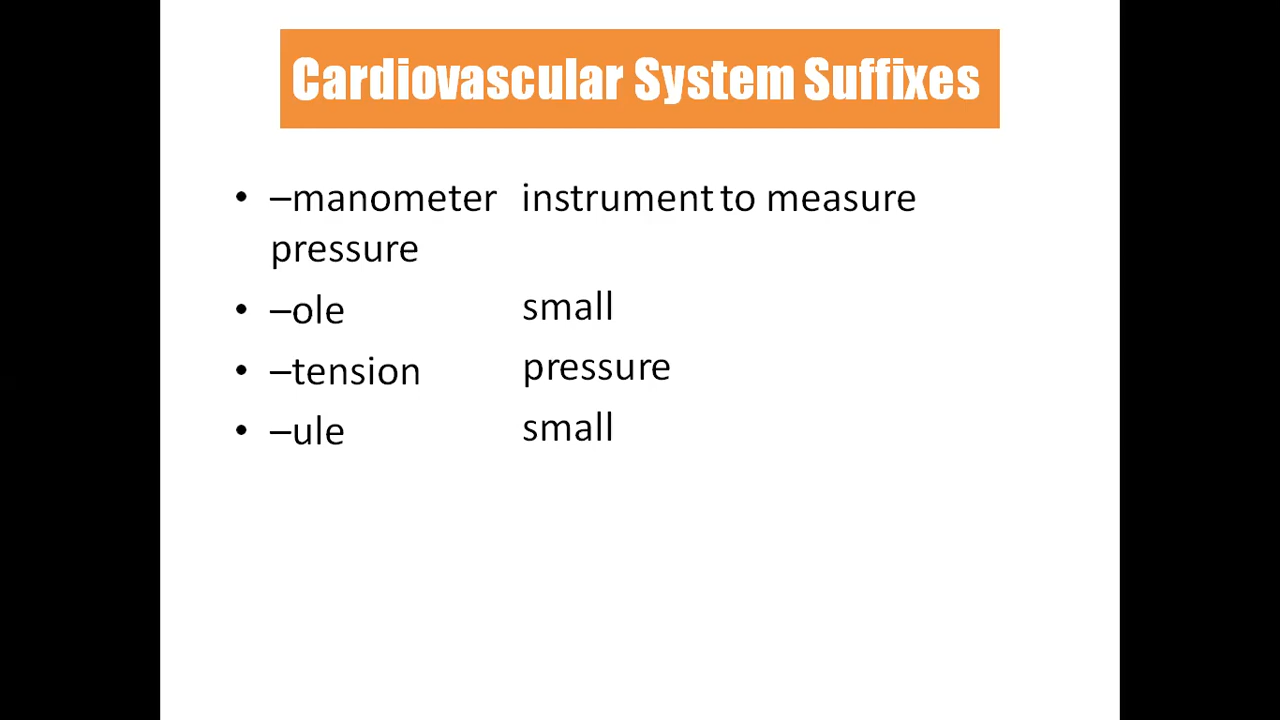 Cardiovascular System Suffixes
• –manometer instrument to measure
pressure
• –ole small
• –tension pressure
• –ule small